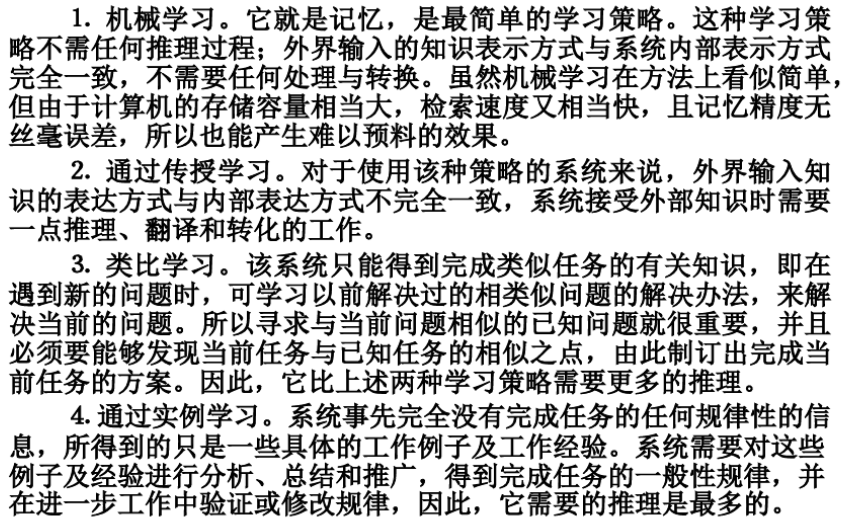 1. 机械学习。它就是记忆，是最简单的学习策略。这种学习策
略不需任何推理过程；外界输入的知识表示方式与系统内部表示方式
完全一致，不需要任何处理与转换。虽然机械学习在方法上看似简单，
但由于计算机的存储容量相当大，检索速度又相当快，且记忆精度无
丝毫误差，所以也能产生难以预料的效果。
2. 通过传授学习。对于使用该种策略的系统来说，外界输入知
识的表达方式与内部表达方式不完全一致，系统接受外部知识时需要
一点推理、翻译和转化的工作。
3. 类比学习。该系统只能得到完成类似任务的有关知识，即在
遇到新的问题时，可学习以前解决过的相类似问题的解决办法，来解
决当前的问题。所以寻求与当前问题相似的已知问题就很重要，并且
必须要能够发现当前任务与已知任务的相似之点，由此制订出完成当
前任务的方案。因此，它比上述两种学习策略需要更多的推理。
4.通过实例学习。系统事先完全没有完成任务的任何规律性的信
息，所得到的只是一些具体的工作例子及工作经验。系统需要对这些
例子及经验进行分析、总结和推广，得到完成任务的一般性规律，并
在进一步工作中验证或修改规律，因此，它需要的推理是最多的。